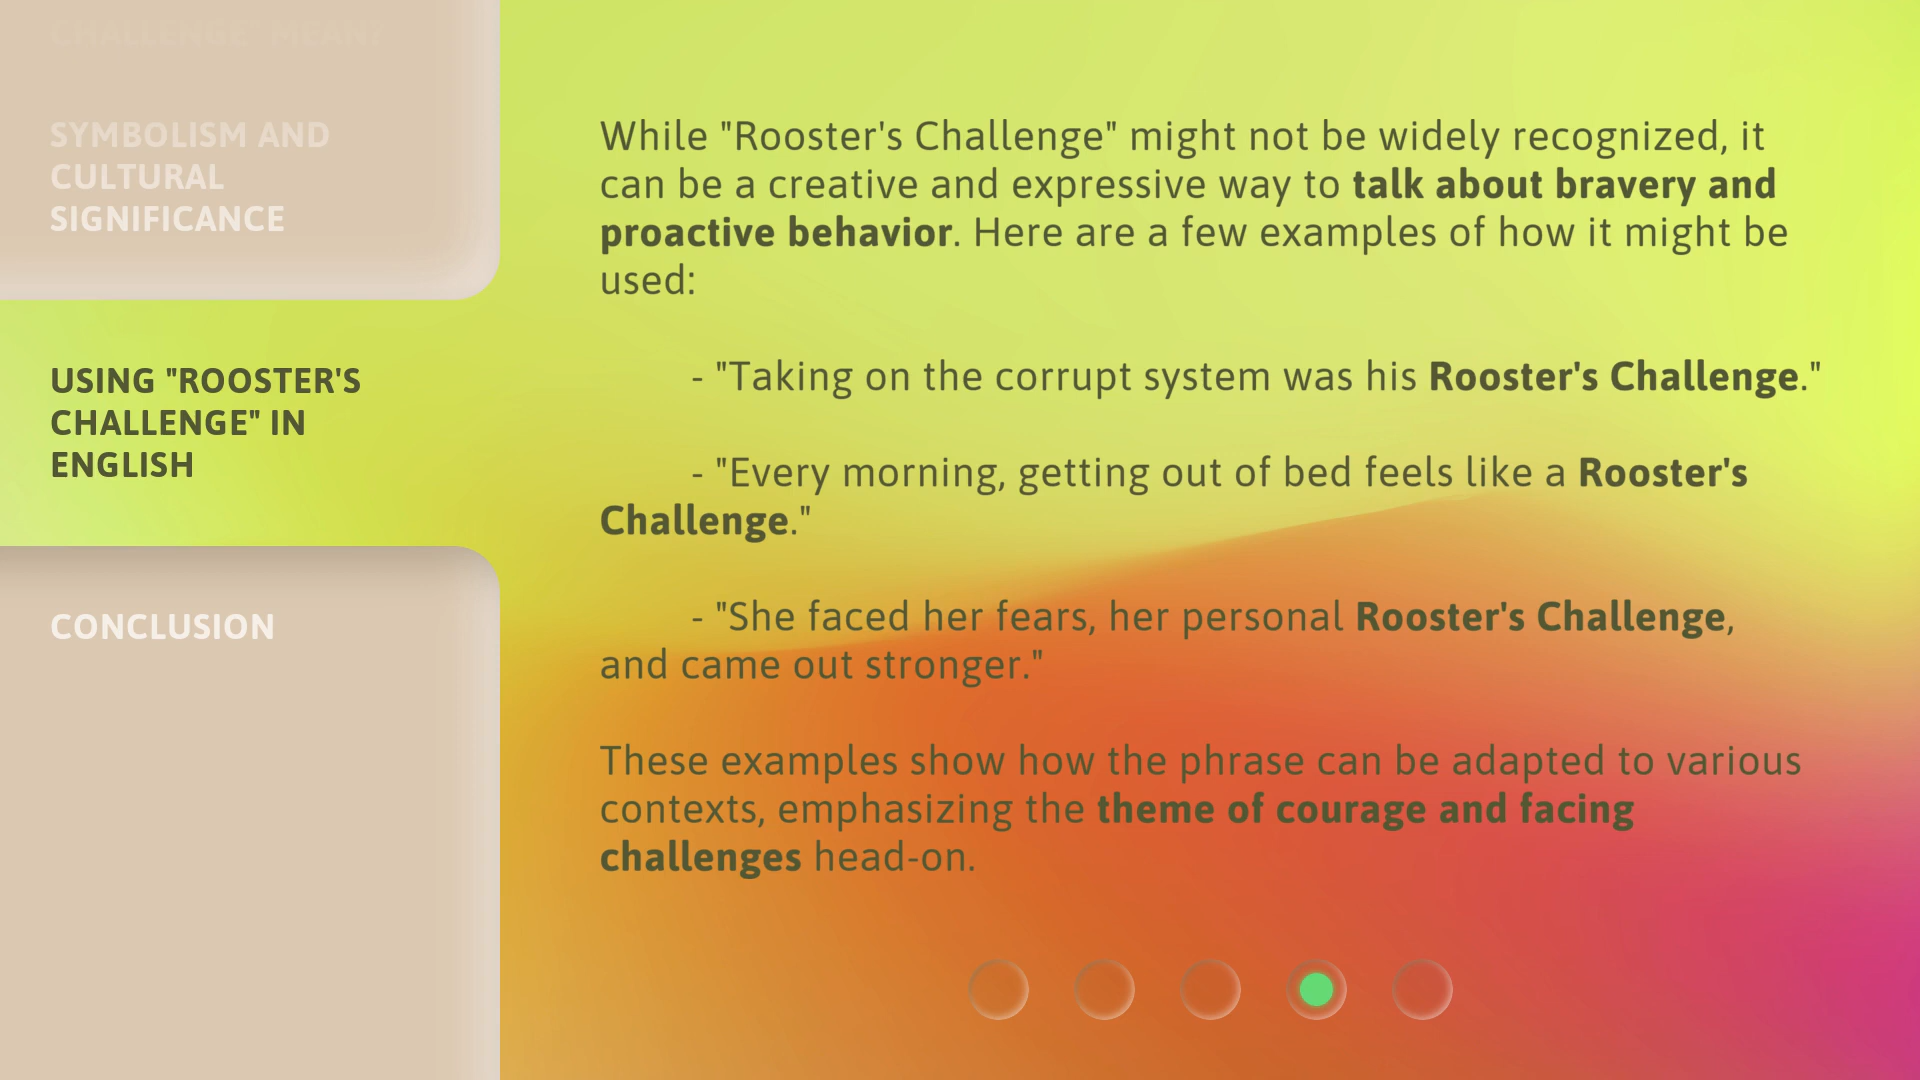 CHALLENGE" MEAN?
SYMBOLISM AND
CULTURAL
SIGNIFICANCE
USING "ROOSTER'S
CHALLENGE" IN
ENGLISH
CONCLUSION
While "Rooster's Challenge" might not be widely recognized, it
can be a creative and expressive way to talk about bravery and
proactive behavior. Here are a few examples of how it might be
used:
- "Taking on the corrupt system was his Rooster's Challenge."
- "Every morning, getting out of bed feels like a Rooster's
Challenge."
- "She faced her fears, her personal Rooster's Challenge,
and came out stronger."
These examples show how the phrase can be adapted to various
contexts, emphasizing the theme of courage and facing
challenges head-on.